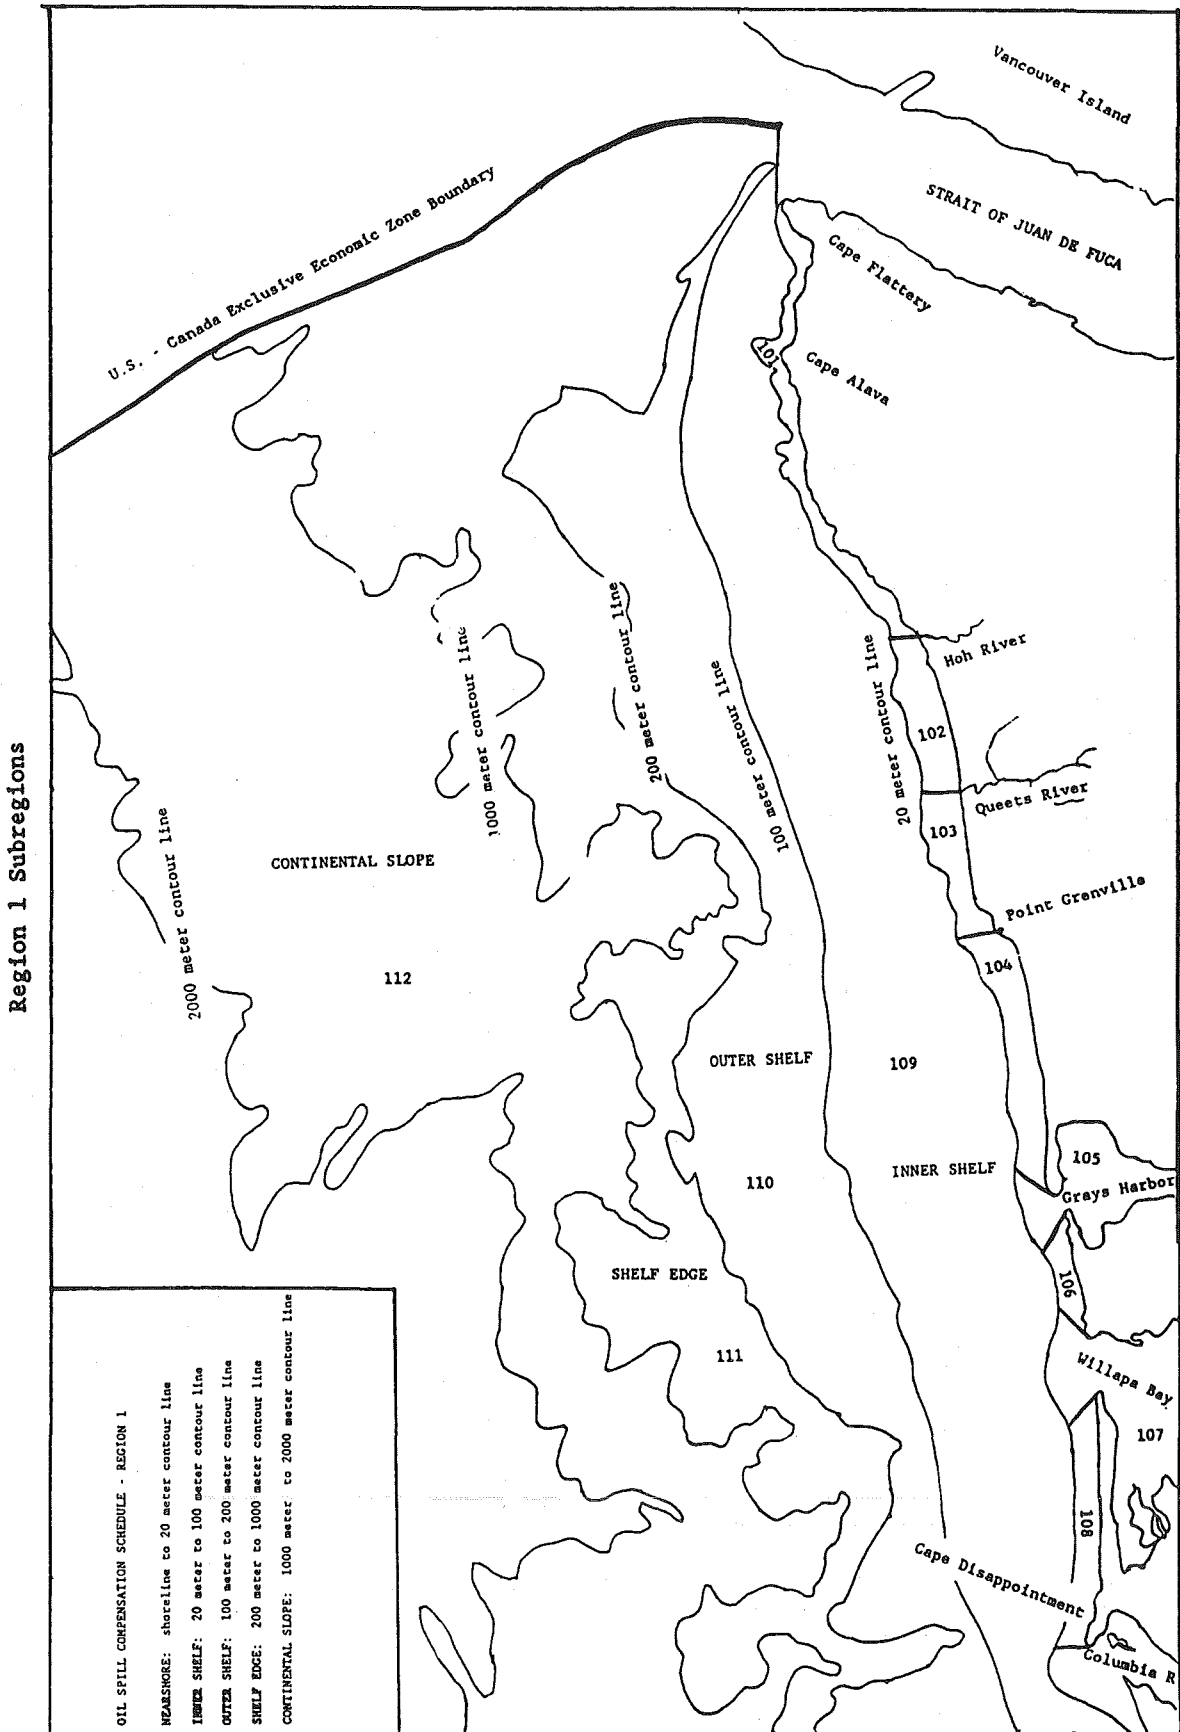 Region 1 Subregions
Vancouver Island
STRAIT OF JUAN DE FUCA
U.S. - Canada Exclusive Economic Zone Boundary
Cape Flattery
101
Cape Alava
Hoh River
20 meter contour line
200 meter contour line
1000 meter contour line
100 meter contour line
102
Queets River
103
2000 meter contour line
CONTINENTAL SLOPE
Point Grenville
104
112
OUTER SHELF
109
105
INNER SHELF
110
Grays Harbor
SHELF EDGE
106
111
Willapa Bay
107
108
Cape Disappointment
Columbia R
OIL SPILL COMPENSATION SCHEDULE - REGION 1
NEARSHORE: shoreline to 20 meter contour line
INNER SHELF: 20 meter to 100 meter contour line
OUTER SHELF: 100 meter to 200 meter contour line
SHELF EDGE: 200 meter to 1000 meter contour line
CONTINENTAL SLOPE: 1000 meter to 2000 meter contour line